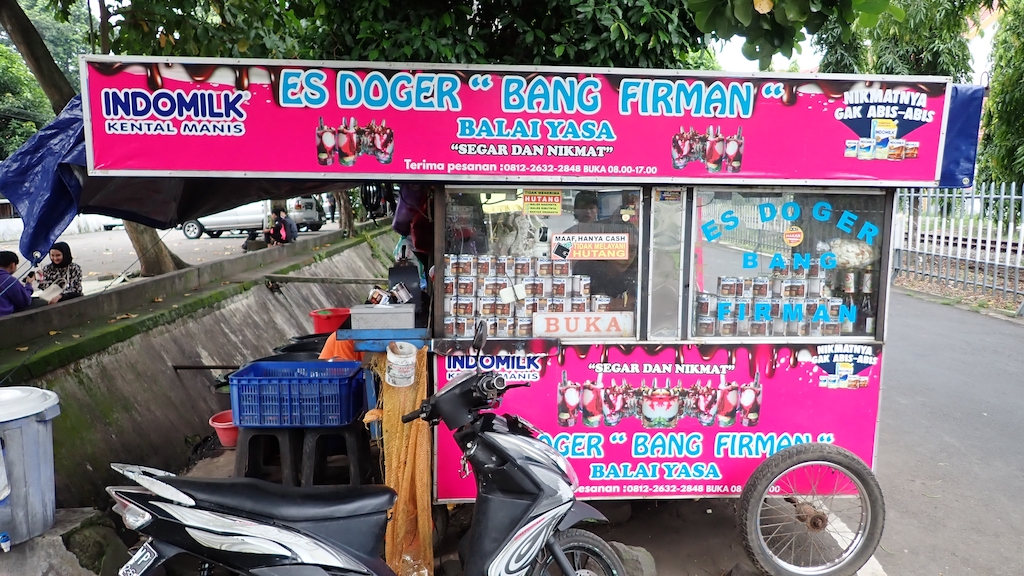 INDOMILK
KENTAL MANIS
ES DOGER " BANG FIRMAN "
BALAI YASA
"SEGAR DAN NIKMAT"
Terima pesanan :0812-2632-2848 BUKA 08.00-17.00
NIKMATNYA
GAK ABIS-ABIS
HUTANG
MAAF, HANYA CASH
TIDAK MELAYANI
HUTANG
BUKA
ES DOGER
BANG
FIRMAN
INDOMILK
MANIS
"SEGAR DAN NIKMAT"
NIKMATNYA
GAK ABIS-ABIS
DOGER " BANG FIRMAN "
BALAI YASA
pesanan :0812-2632-2848 BUKA 08